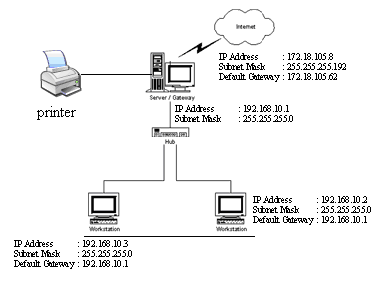 Internet
IP Address : 172.18.105.8
Subnet Mask : 255.255.255.192
Default Gateway : 172.18.105.62
Server / Gateway
printer
IP Address : 192.168.10.1
Subnet Mask : 255.255.255.0
Hub
IP Address : 192.168.10.2
Subnet Mask : 255.255.255.0
Default Gateway : 192.168.10.1
Workstation
Workstation
IP Address : 192.168.10.3
Subnet Mask : 255.255.255.0
Default Gateway : 192.168.10.1